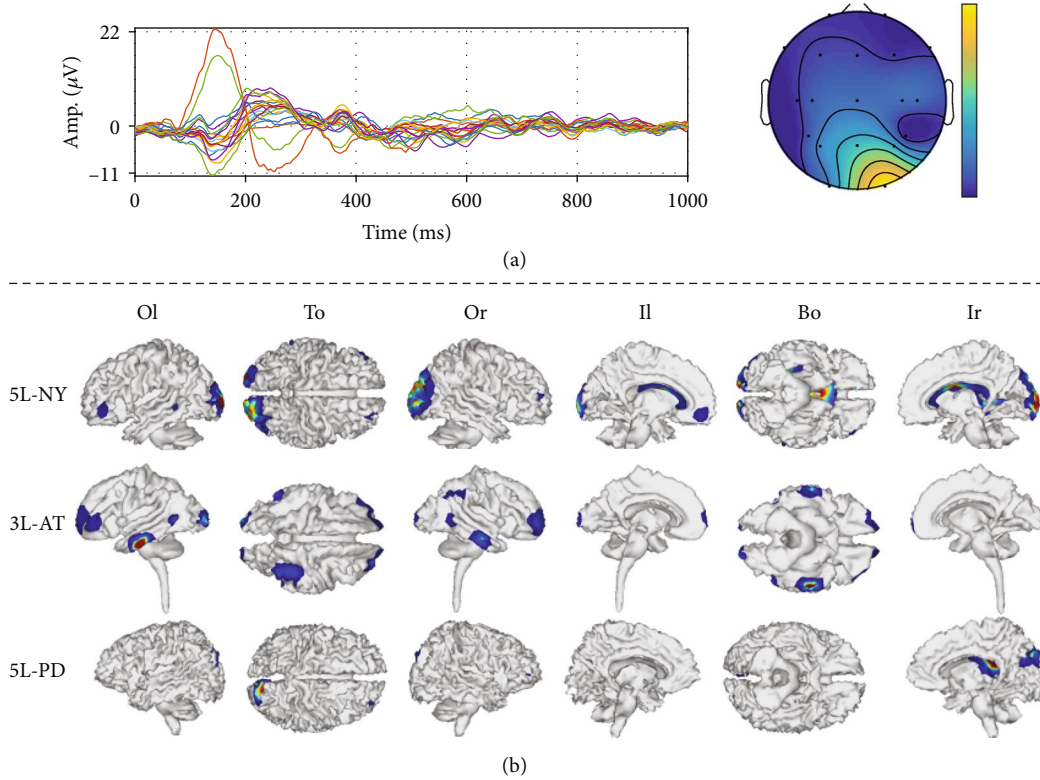 22
0
−11
Amp. (μV)
0 200 400 600 800 1000
Time (ms)
(a)
Ol To Or Il Bo Ir
5L-NY
3L-AT
5L-PD
(b)